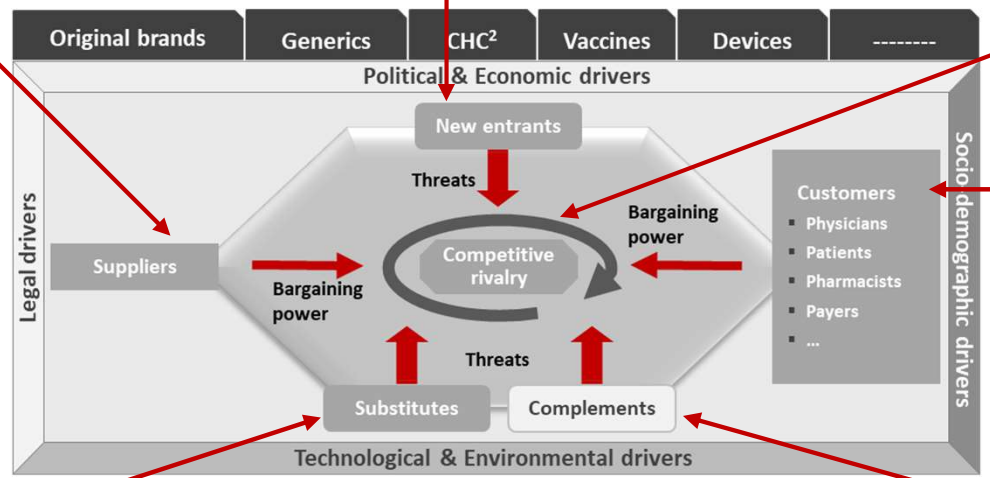 Original brands
Generics
CHC²
Vaccines
Devices
--------
Political & Economic drivers
Legal drivers
Socio-demographic drivers
New entrants
Threats
Customers
▪ Physicians
▪ Patients
▪ Pharmacists
▪ Payers
▪ ...
Bargaining
power
Suppliers
Competitive
rivalry
Bargaining
power
Threats
Substitutes
Complements
Technological & Environmental drivers